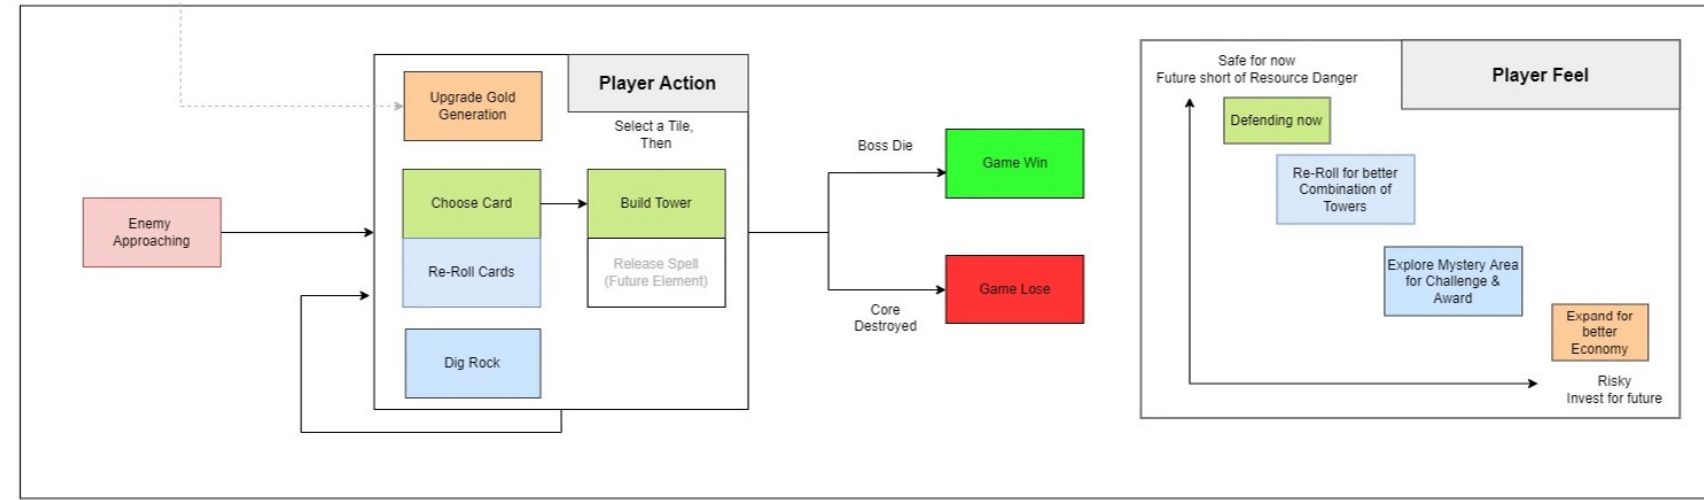 Enemy
Approaching
Upgrade Gold
Generation
Player Action
Select a Tile,
Then
Choose Card
Build Tower
Re-Roll Cards
Release Spell
(Future Element)
Dig Rock
Boss Die
Game Win
Core
Destroyed
Game Lose
Player Feel
Safe for now
Future short of Resource Danger
Defending now
Re-Roll for better
Combination of
Towers
Explore Mystery Area
for Challenge &
Award
Expand for
better
Economy
Risky
Invest for future